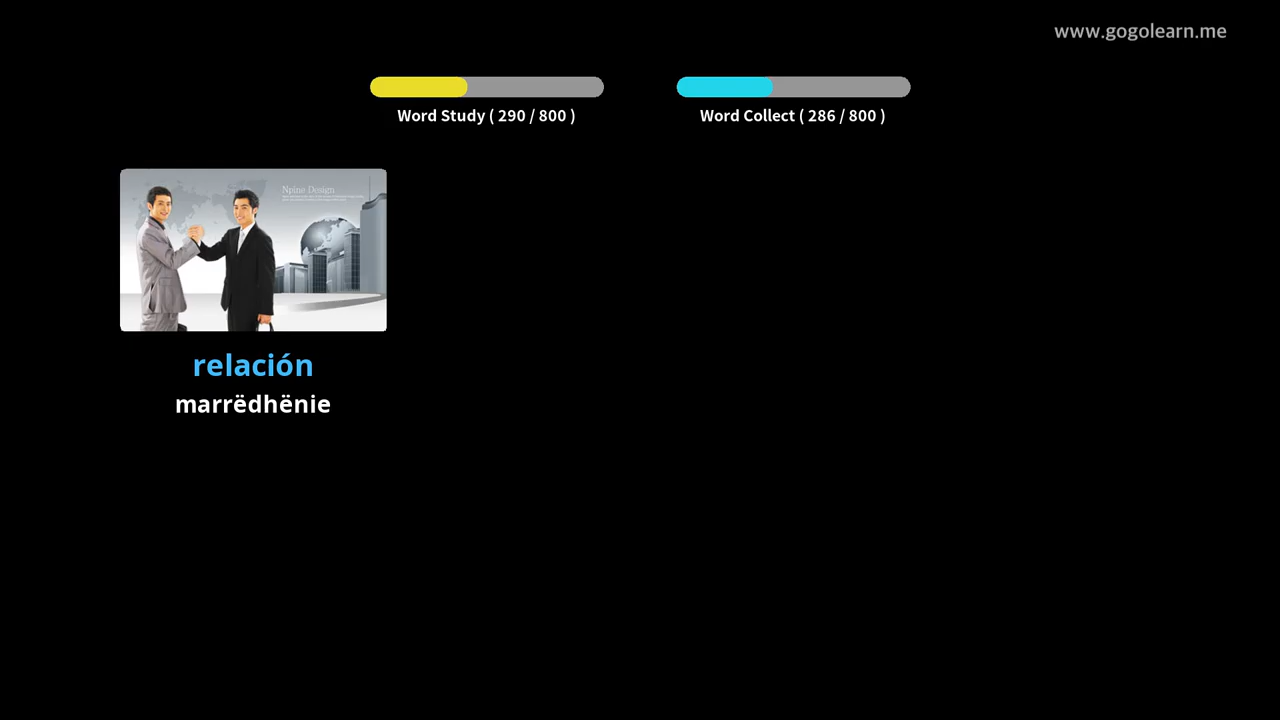 www.gogolearn.me
Word Study ( 290 / 800 )
Word Collect ( 286 / 800 )
Npine Design
relación
marrëdhënie